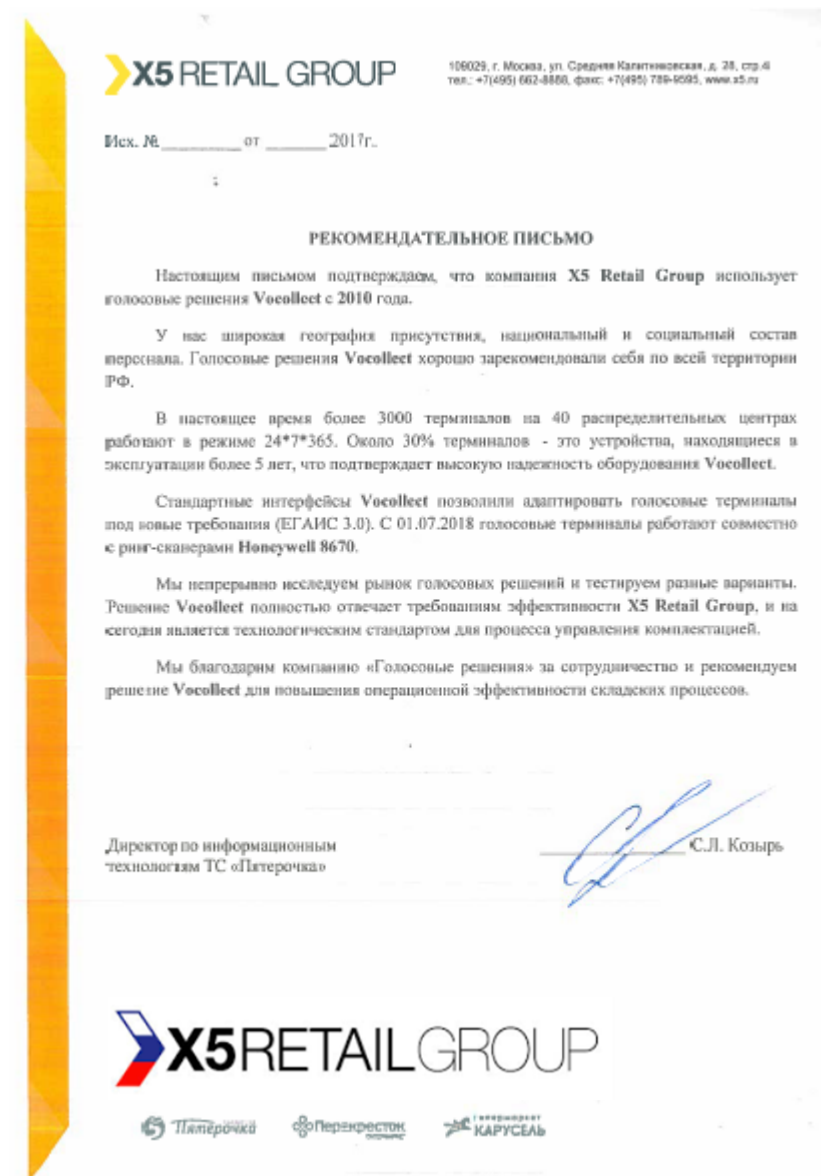 X5 RETAIL GROUP
109029, г. Москва, ул. Средняя Калитниковская, д. 28, стр.4
тел.: +7(495) 662-8888, факс: +7(495) 789-9595, www.x5.ru
Исх. № __________ от _______ 2017г.
РЕКОМЕНДАТЕЛЬНОЕ ПИСЬМО
Настоящим письмом подтверждаем, что компания X5 Retail Group использует
голосовые решения Vocollect с 2010 года.
У нас широкая география присутствия, национальный и социальный состав
персонала. Голосовые решения Vocollect хорошо зарекомендовали себя по всей территории
РФ.
В настоящее время более 3000 терминалов на 40 распределительных центрах
работают в режиме 24*7*365. Около 30% терминалов - это устройства, находящиеся в
эксплуатации более 5 лет, что подтверждает высокую надежность оборудования Vocollect.
Стандартные интерфейсы Vocollect позволили адаптировать голосовые терминалы
под новые требования (ЕГАИС 3.0). С 01.07.2018 голосовые терминалы работают совместно
с ринг-сканерами Honeywell 8670.
Мы непрерывно исследуем рынок голосовых решений и тестируем разные варианты.
Решение Vocollect полностью отвечает требованиям эффективности X5 Retail Group, и на
сегодня является технологическим стандартом для процесса управления комплектацией.
Мы благодарим компанию «Голосовые решения» за сотрудничество и рекомендуем
решение Vocollect для повышения операционной эффективности складских процессов.
Директор по информационным
технологиям ТС «Пятерочка»
С.Л. Козырь
X5RETAILGROUP
Пятёрочка
Перекресток
супермаркет
гипермаркет
КАРУСЕЛЬ